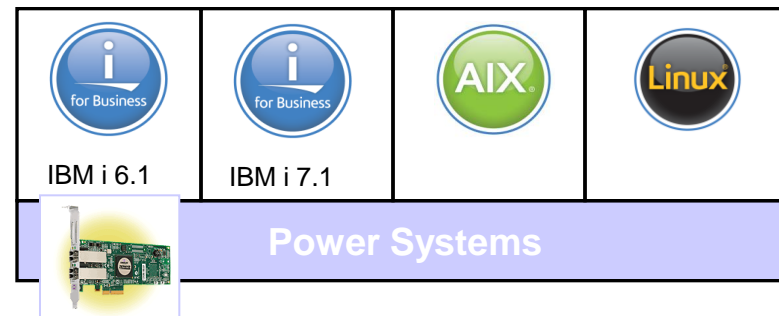 i
for Business
i
for Business
AIX®
Linux®
IBM i 6.1
IBM i 7.1
Power Systems